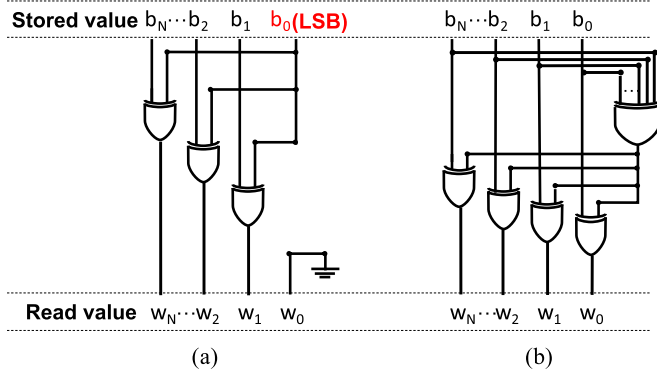 Stored value b_N⋯b_2 b_1 b_0(LSB) b_N⋯b_2 b_1 b_0
⋯
Read value w_N⋯w_2 w_1 w_0 w_N⋯w_2 w_1 w_0
(a) (b)